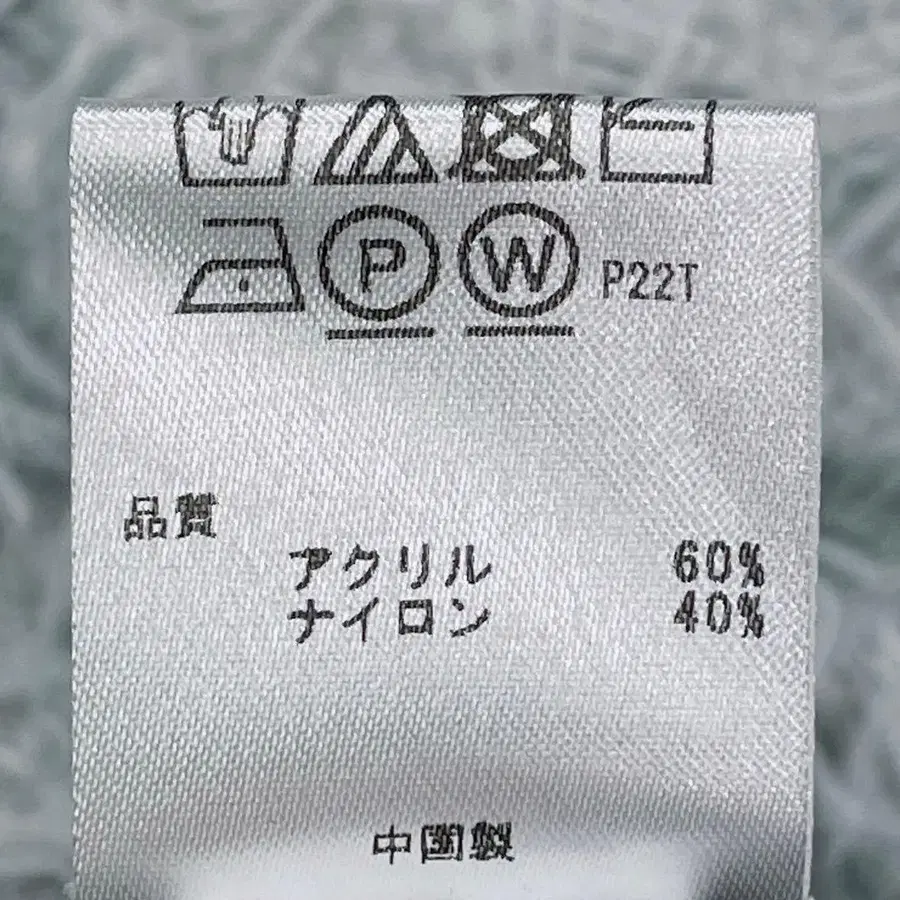 P
W
P22T
品質
アクリル 60%
ナイロン 40%
中国製